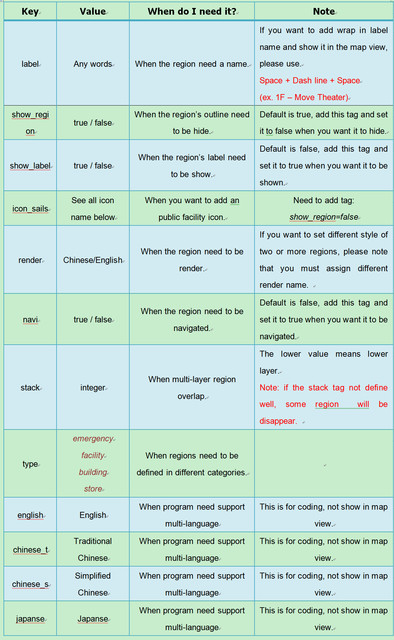 Key Value When do I need it? Note
label Any words When the region need a name. If you want to add wrap in label
name and show it in the map view,
please use.
Space + Dash line + Space
(ex. 1F – Move Theater)
show_regi
on
true / false
When the region's outline need
to be hide.
Default is true, add this tag and set
it to false when you want it to hide.
show_label
true / false
When the region's label need
to be show.
Default is false, add this tag and
set it to true when you want it to be
shown.
icon_sails
See all icon
name below
When you want to add an
public facility icon.
Need to add tag:
show_region=false
render
Chinese/English
When the region need to be
render.
If you want to set different style of
two or more regions, please note
that you must assign different
render name.
navi
true / false
When the region need to be
navigated.
Default is false, add this tag and
set it to true when you want it to be
navigated.
stack
integer
When multi-layer region
overlap.
The lower value means lower
layer.
Note: if the stack tag not define
well, some region will be
disappear.
type
emergency
facility
building
store
When regions need to be
defined in different categories.
english
English
When program need support
multi-language
This is for coding, not show in map
view.
chinese_t
Traditional
Chinese
When program need support
multi-language
This is for coding, not show in map
view.
chinese_s
Simplified
Chinese
When program need support
multi-language
This is for coding, not show in map
view.
japanse
Japanse
When program need support
multi-language
This is for coding, not show in map
view.